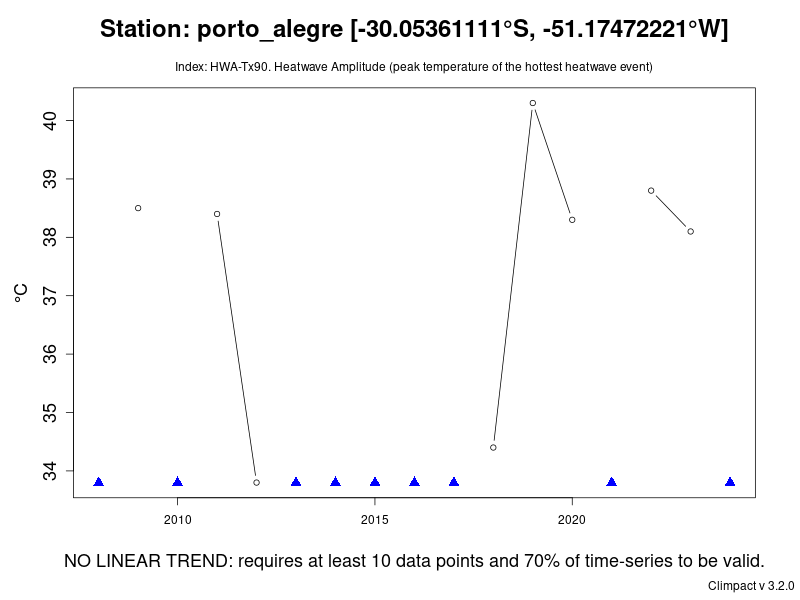 Station: porto_alegre [-30.05361111°S, -51.17472221°W]
Index: HWA-Tx90. Heatwave Amplitude (peak temperature of the hottest heatwave event)
40
39
38
37
36
35
34
°C
2010 2015 2020
NO LINEAR TREND: requires at least 10 data points and 70% of time-series to be valid.
Climpact v 3.2.0